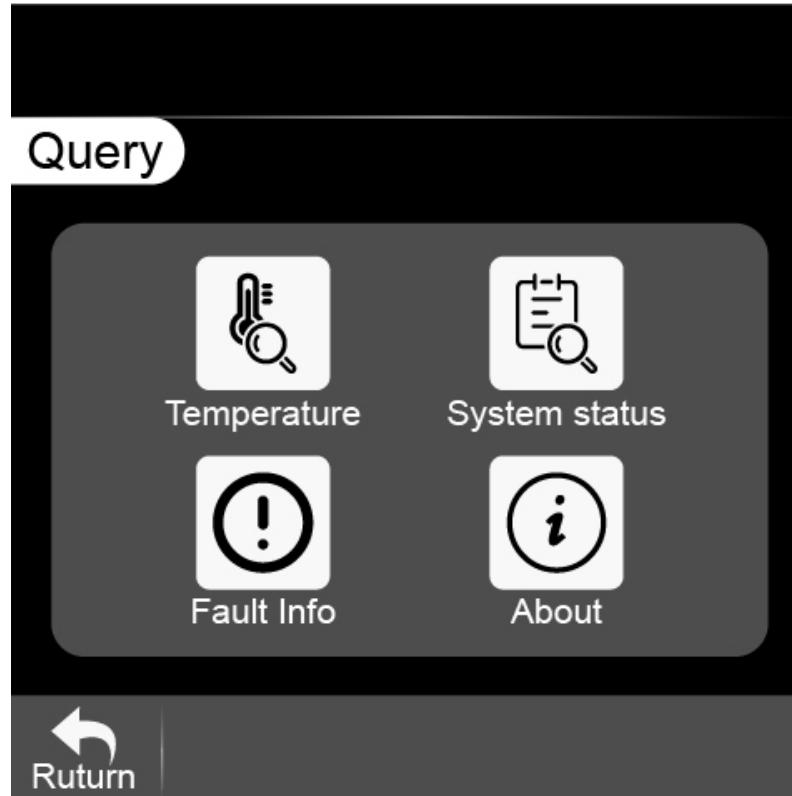 Query
Temperature
System status
Fault Info
About
Ruturn